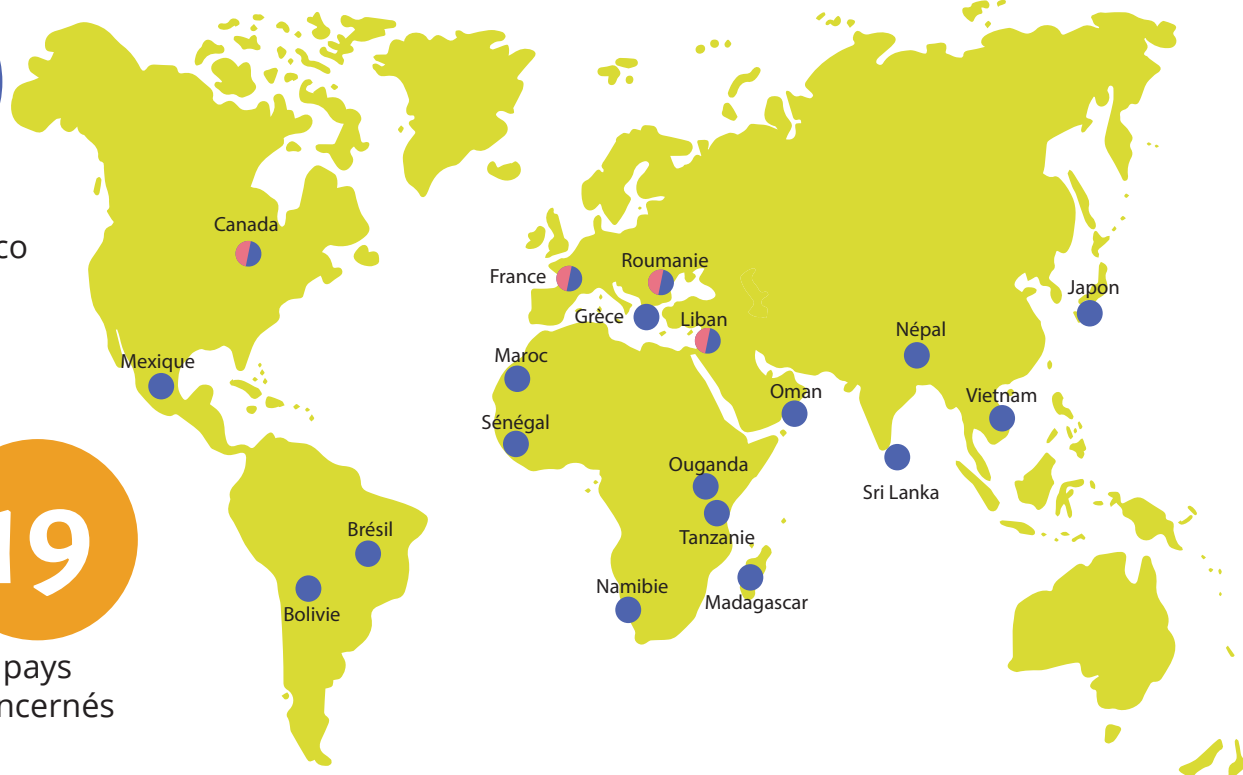 Canada
co
Roumanie
France
Japon
Grèce
Liban
Népal
Maroc
Mexique
Oman
Vietnam
Sénégal
Ouganda
Sri Lanka
19
Brésil
Tanzanie
Namibie
Madagascar
Bolivie
pays
ncernés